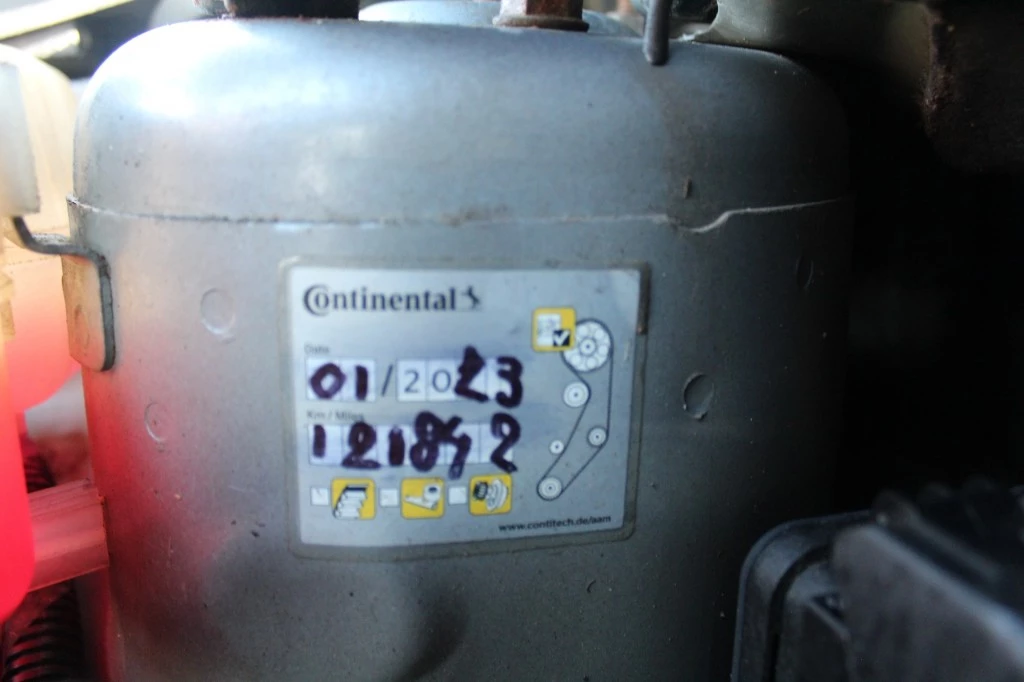 Continental
Date
01/2023
Km / Miles
121842
www.contitech.de/aam